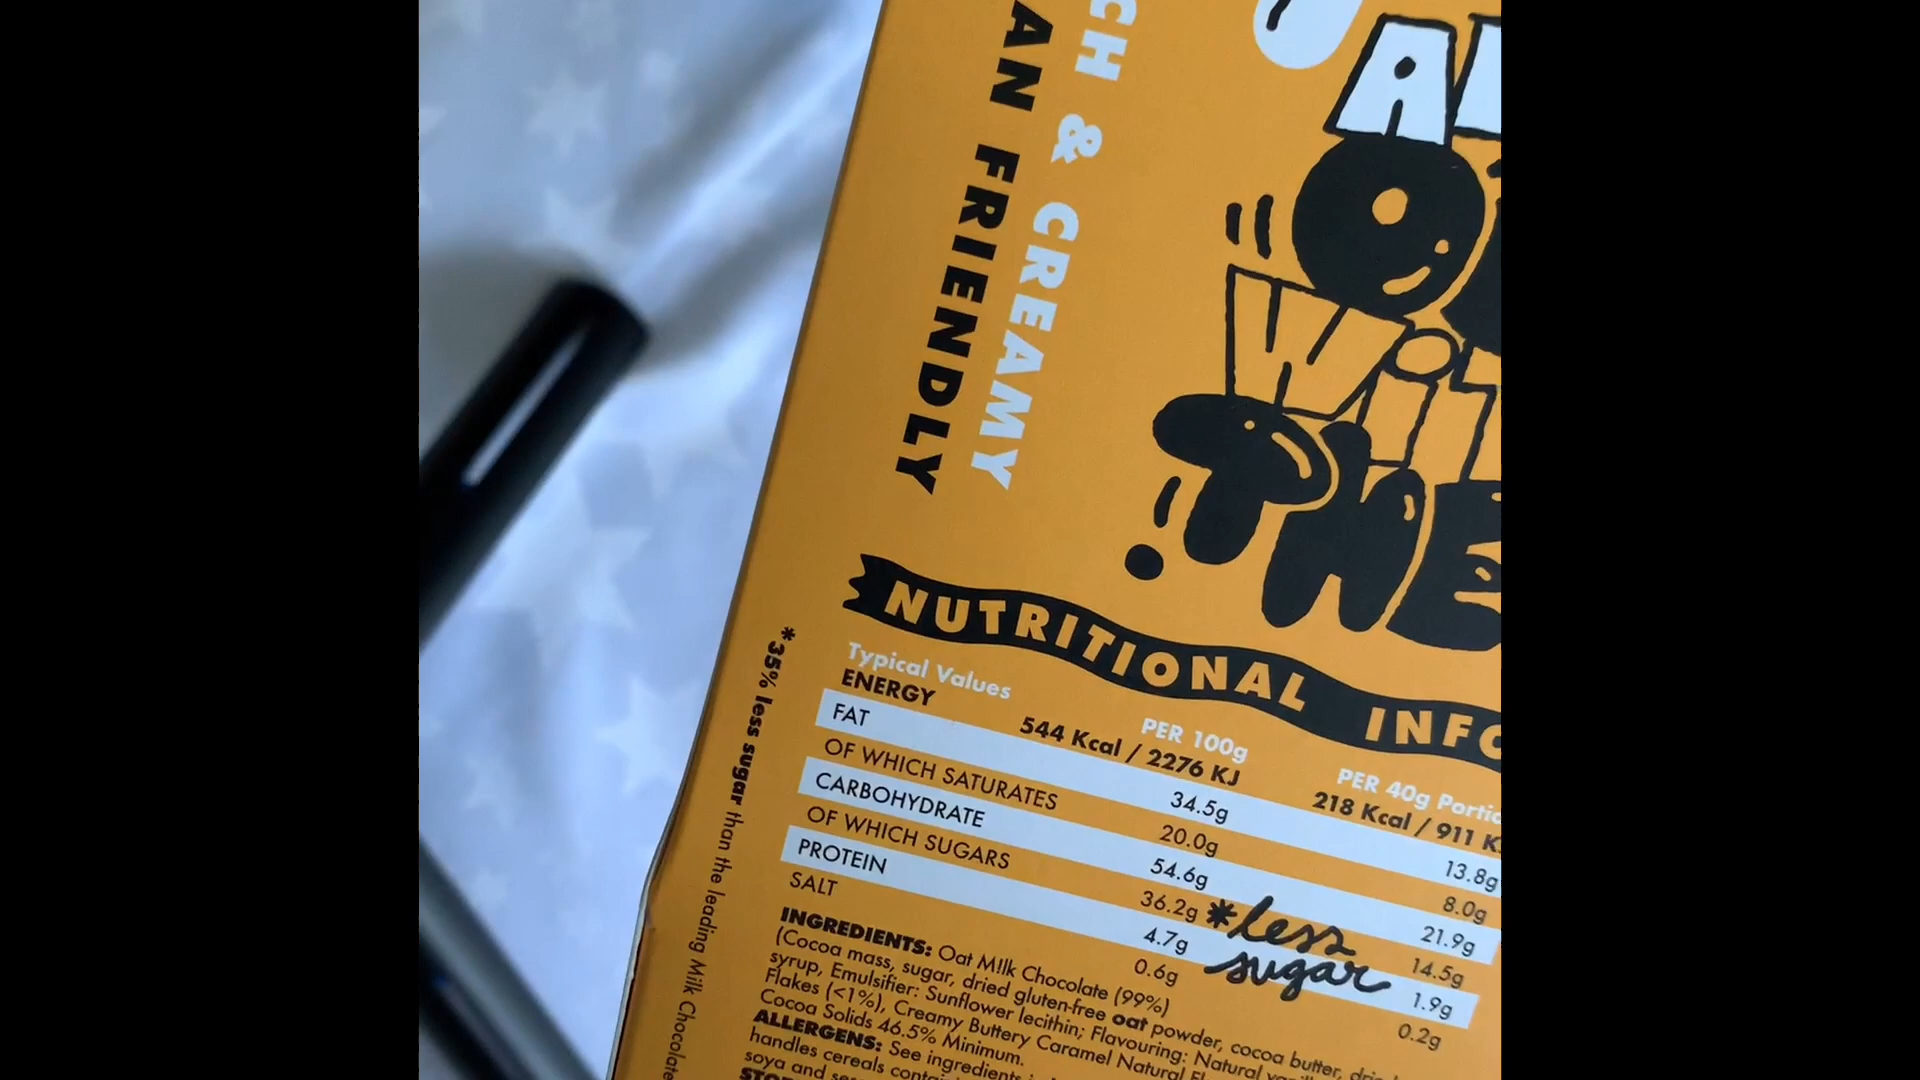 CREAMY
FRIENDLY
WITH
THE
NUTRITIONAL
Typical Values PER 100g PER 40g
ENERGY 544 Kcal / 2276 KJ 218 Kcal / 911
FAT 34.5g 13.8g
OF WHICH SATURATES 20.0g 8.0g
CARBOHYDRATE 54.6g 21.9g
OF WHICH SUGARS 36.2g 14.5g
*less sugar
PROTEIN 4.7g 1.9g
SALT 0.6g 0.2g
INGREDIENTS: Oat M!lk Chocolate (99%)
(Cocoa mass, sugar, dried gluten-free oat powder, cocoa butter,
syrup, Emulsifier: Sunflower lecithin; Flavouring: Natural
Flakes (<1%), Creamy Buttery Caramel Natural
Cocoa Solids 46.5% Minimum.
ALLERGENS: See ingredients
handles cereals
soya and
*35% less sugar than the leading Milk Chocolate